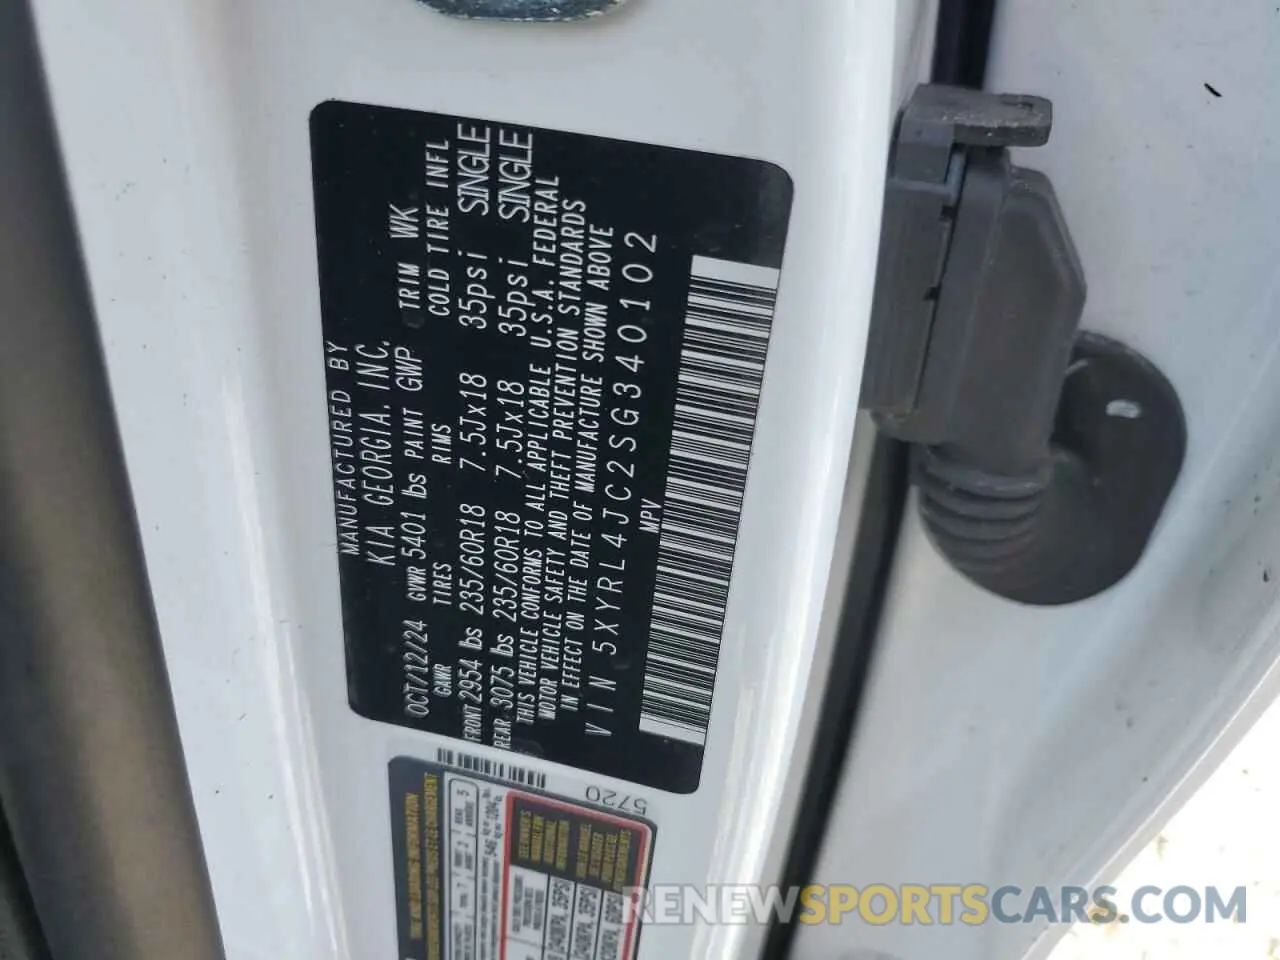 MANUFACTURED BY
KIA GEORGIA, INC.
OCT/12/24 GVWR 5401 lbs PAINT GWP TRIM WK
GAWR TIRES RIMS COLD TIRE INFL
FRONT 2954 lbs 235/60R18 7.5Jx18 35psi SINGLE
REAR 3075 lbs 235/60R18 7.5Jx18 35psi SINGLE
THIS VEHICLE CONFORMS TO ALL APPLICABLE U.S.A. FEDERAL
MOTOR VEHICLE SAFETY AND THEFT PREVENTION STANDARDS
IN EFFECT ON THE DATE OF MANUFACTURE SHOWN ABOVE
VIN 5XYRL4JC2SG340102
MPV
5720
RENEWSPORTSCARS.COM